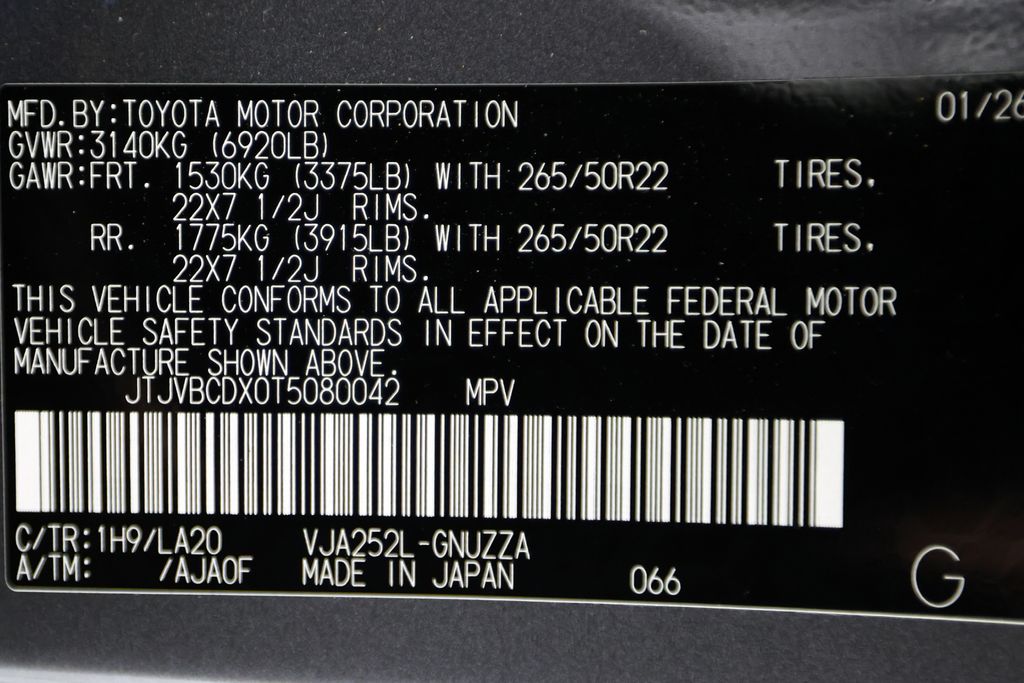 MFD.BY:TOYOTA MOTOR CORPORATION 01/26
GVWR:3140KG (6920LB)
GAWR:FRT. 1530KG (3375LB) WITH 265/50R22 TIRES.
22X7 1/2J RIMS.
RR. 1775KG (3915LB) WITH 265/50R22 TIRES.
22X7 1/2J RIMS.
THIS VEHICLE CONFORMS TO ALL APPLICABLE FEDERAL MOTOR
VEHICLE SAFETY STANDARDS IN EFFECT ON THE DATE OF
MANUFACTURE SHOWN ABOVE.
JTJVBCDX0T5080042 MPV
C/TR:1H9/LA20 VJA252L-GNUZZA
A/TM: /AJA0F MADE IN JAPAN 066 G